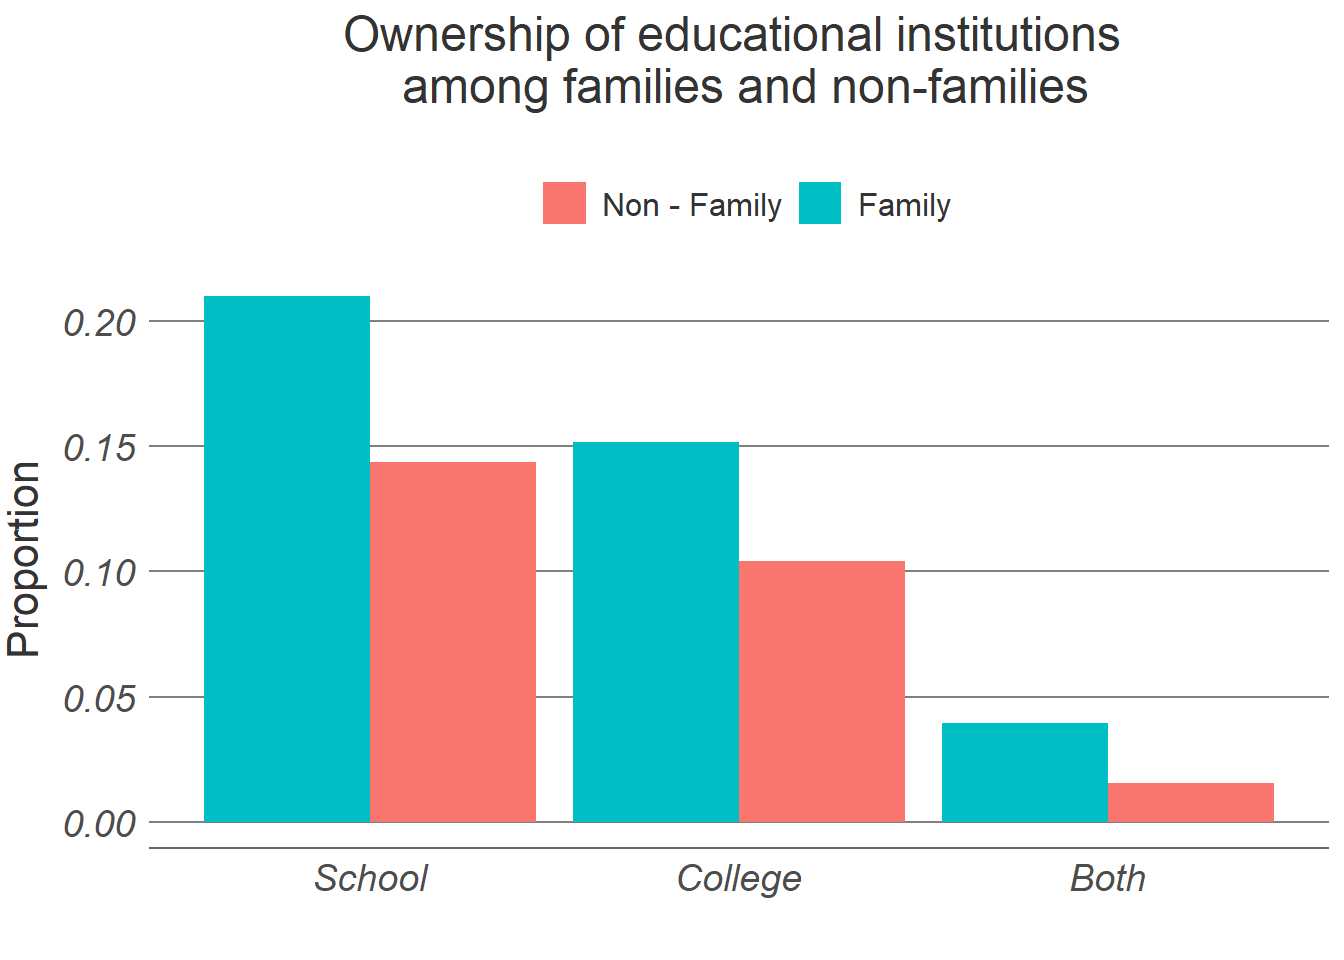 Ownership of educational institutions
among families and non-families
Non - Family Family
0.20
0.15
0.10
0.05
0.00
Proportion
School College Both